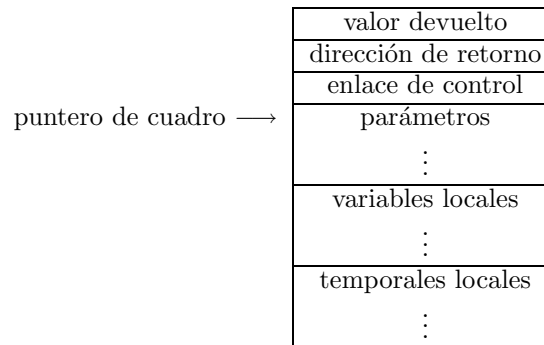 valor devuelto
dirección de retorno
enlace de control
puntero de cuadro ⟶ parámetros
⋮
variables locales
⋮
temporales locales
⋮